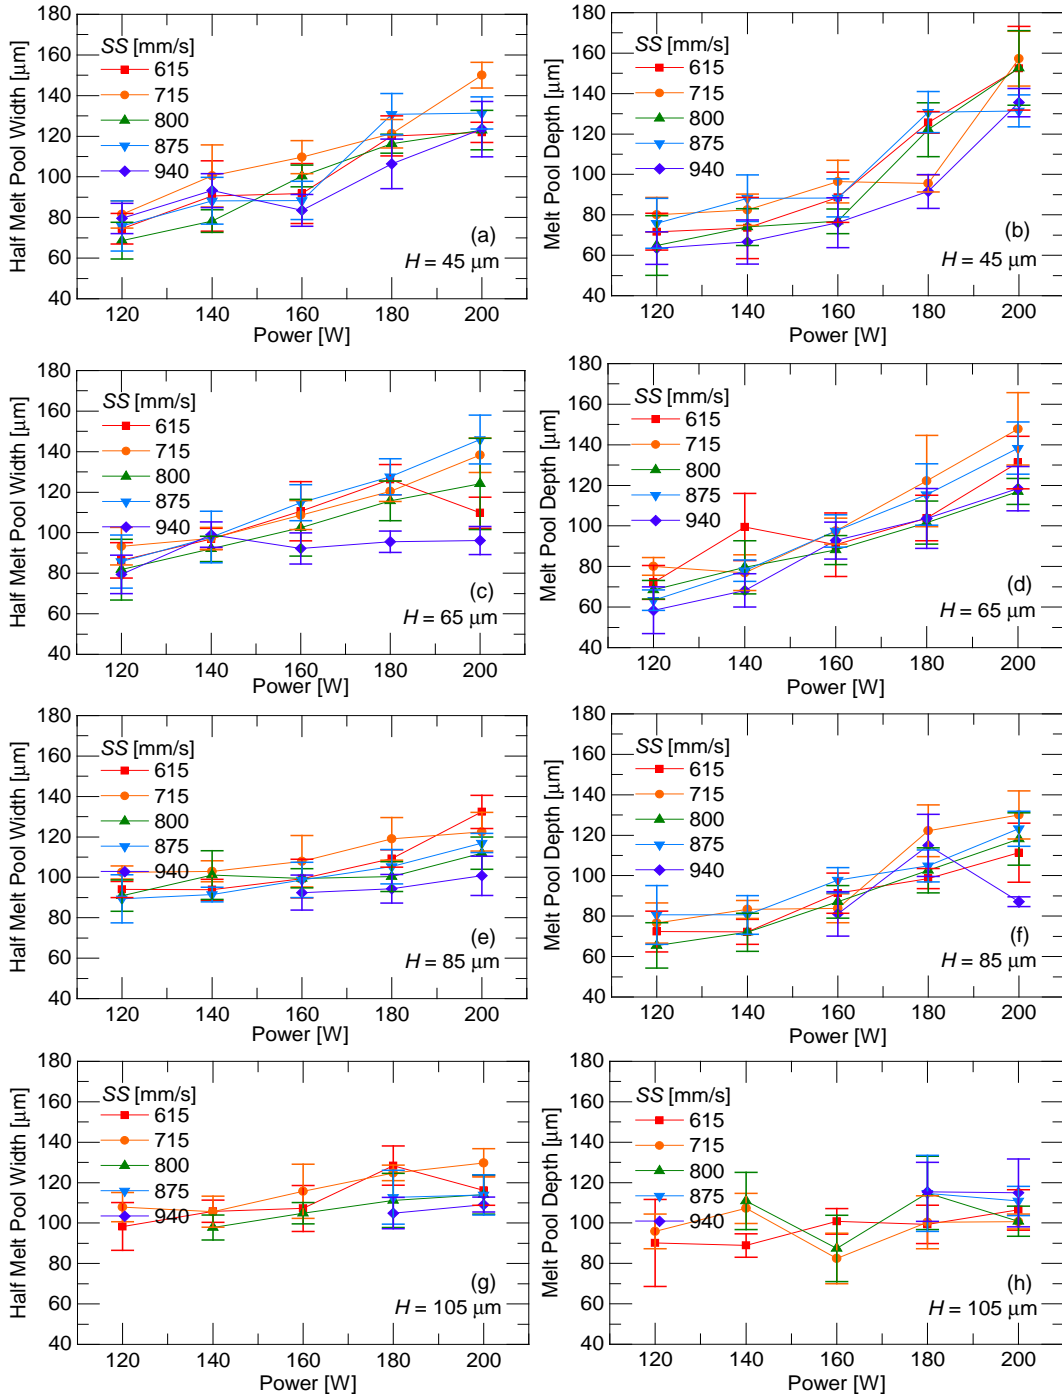 180
160
140
120
100
80
60
40
Half Melt Pool Width [μm]
SS [mm/s]
615
715
800
875
940
(a)
H = 45 μm
120 140 160 180 200
Power [W]
180
160
140
120
100
80
60
40
Melt Pool Depth [μm]
SS [mm/s]
615
715
800
875
940
(b)
H = 45 μm
120 140 160 180 200
Power [W]
180
160
140
120
100
80
60
40
Half Melt Pool Width [μm]
SS [mm/s]
615
715
800
875
940
(c)
H = 65 μm
120 140 160 180 200
Power [W]
180
160
140
120
100
80
60
40
Melt Pool Depth [μm]
SS [mm/s]
615
715
800
875
940
(d)
H = 65 μm
120 140 160 180 200
Power [W]
180
160
140
120
100
80
60
40
Half Melt Pool Width [μm]
SS [mm/s]
615
715
800
875
940
(e)
H = 85 μm
120 140 160 180 200
Power [W]
180
160
140
120
100
80
60
40
Melt Pool Depth [μm]
SS [mm/s]
615
715
800
875
940
(f)
H = 85 μm
120 140 160 180 200
Power [W]
180
160
140
120
100
80
60
40
Half Melt Pool Width [μm]
SS [mm/s]
615
715
800
875
940
(g)
H = 105 μm
120 140 160 180 200
Power [W]
180
160
140
120
100
80
60
40
Melt Pool Depth [μm]
SS [mm/s]
615
715
800
875
940
(h)
H = 105 μm
120 140 160 180 200
Power [W]